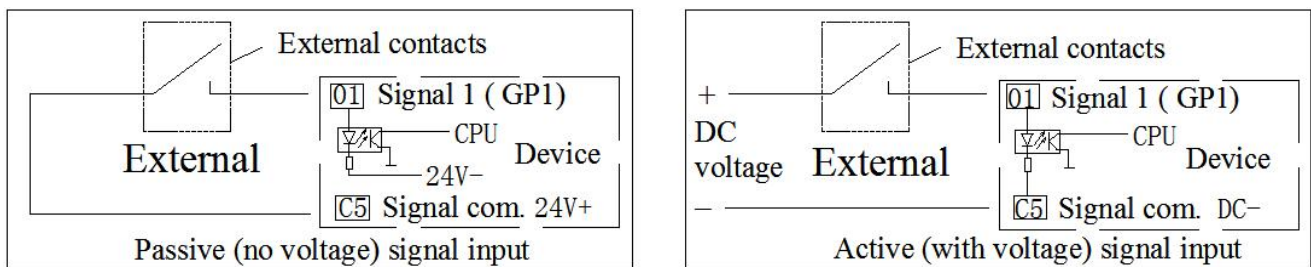 External contacts
01 Signal 1 ( GP1)
CPU
External
Device
24V-
C5 Signal com. 24V+
Passive (no voltage) signal input
External contacts
+
01 Signal 1 ( GP1)
DC
CPU
voltage
External
Device
－
C5 Signal com. DC-
Active (with voltage) signal input